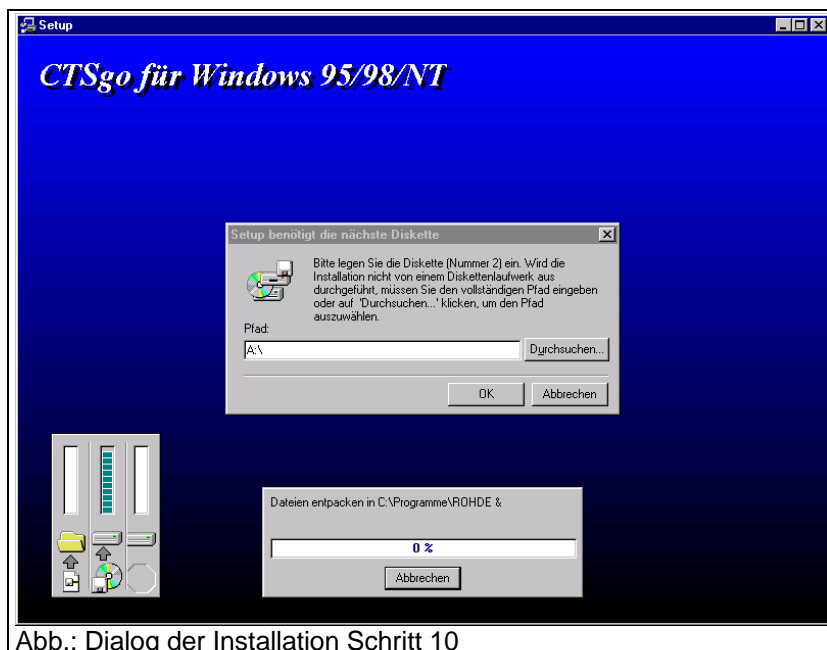 Setup
CTSgo für Windows 95/98/NT
Setup benötigt die nächste Diskette
Bitte legen Sie die Diskette (Nummer 2) ein. Wird die
Installation nicht von einem Diskettenlaufwerk aus
durchgeführt, müssen Sie den vollständigen Pfad eingeben
oder auf 'Durchsuchen...' klicken, um den Pfad
auszuwählen.
Pfad:
A:\
Durchsuchen...
OK
Abbrechen
Dateien entpacken in C:\Programme\ROHDE &
0 %
Abbrechen
Abb.: Dialog der Installation Schritt 10